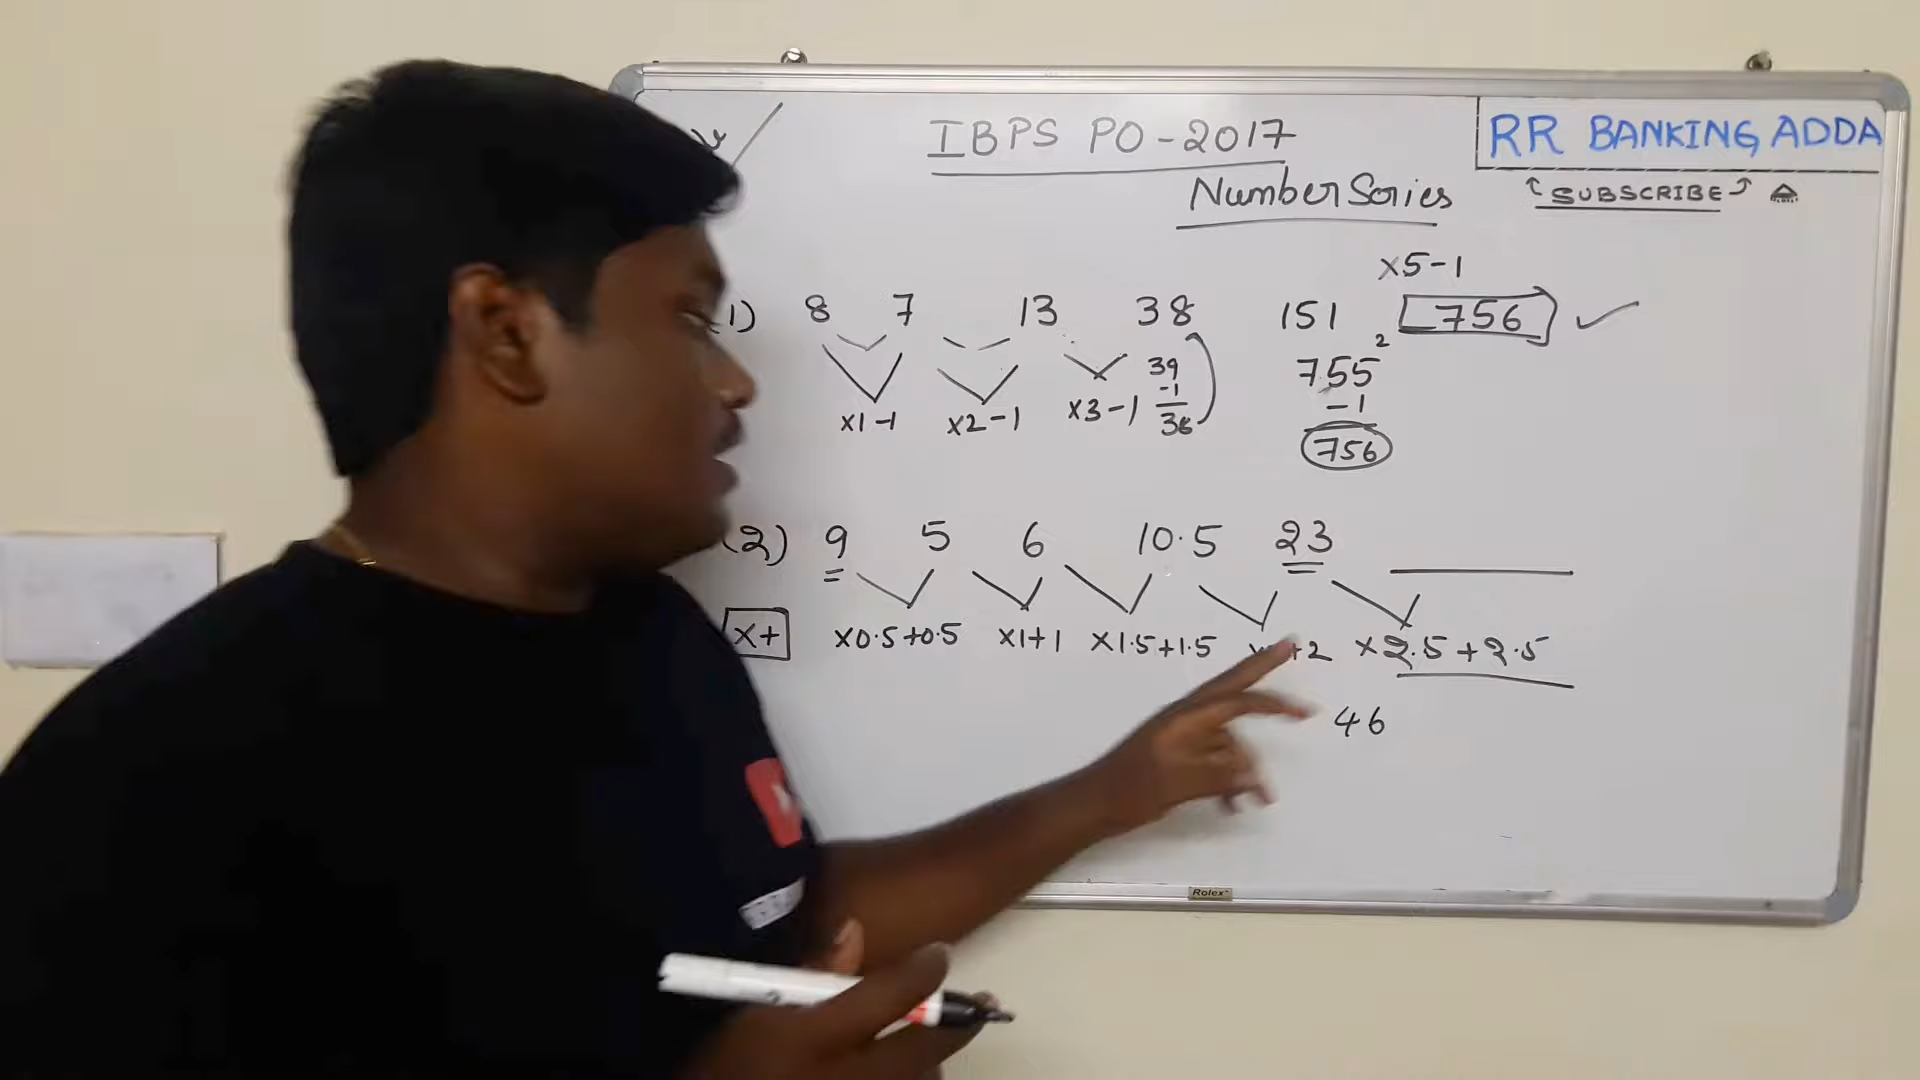 IBPS PO-2017
RR BANKING ADDA
Number Series
SUBSCRIBE
x5-1
1) 8 7 13 38 151 756
2
39
-1
38
755
-1
756
x1-1 x2-1 x3-1
(2) 9 5 6 10.5 23
x+ x0.5+0.5 x1+1 x1.5+1.5 +2 x2.5+2.5
46
Rolex